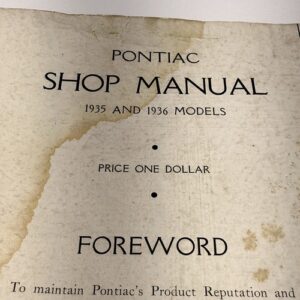 PONTIAC
SHOP MANUAL
1935 AND 1936 MODELS
•
PRICE ONE DOLLAR
•
FOREWORD
To maintain Pontiac's Product Reputation and